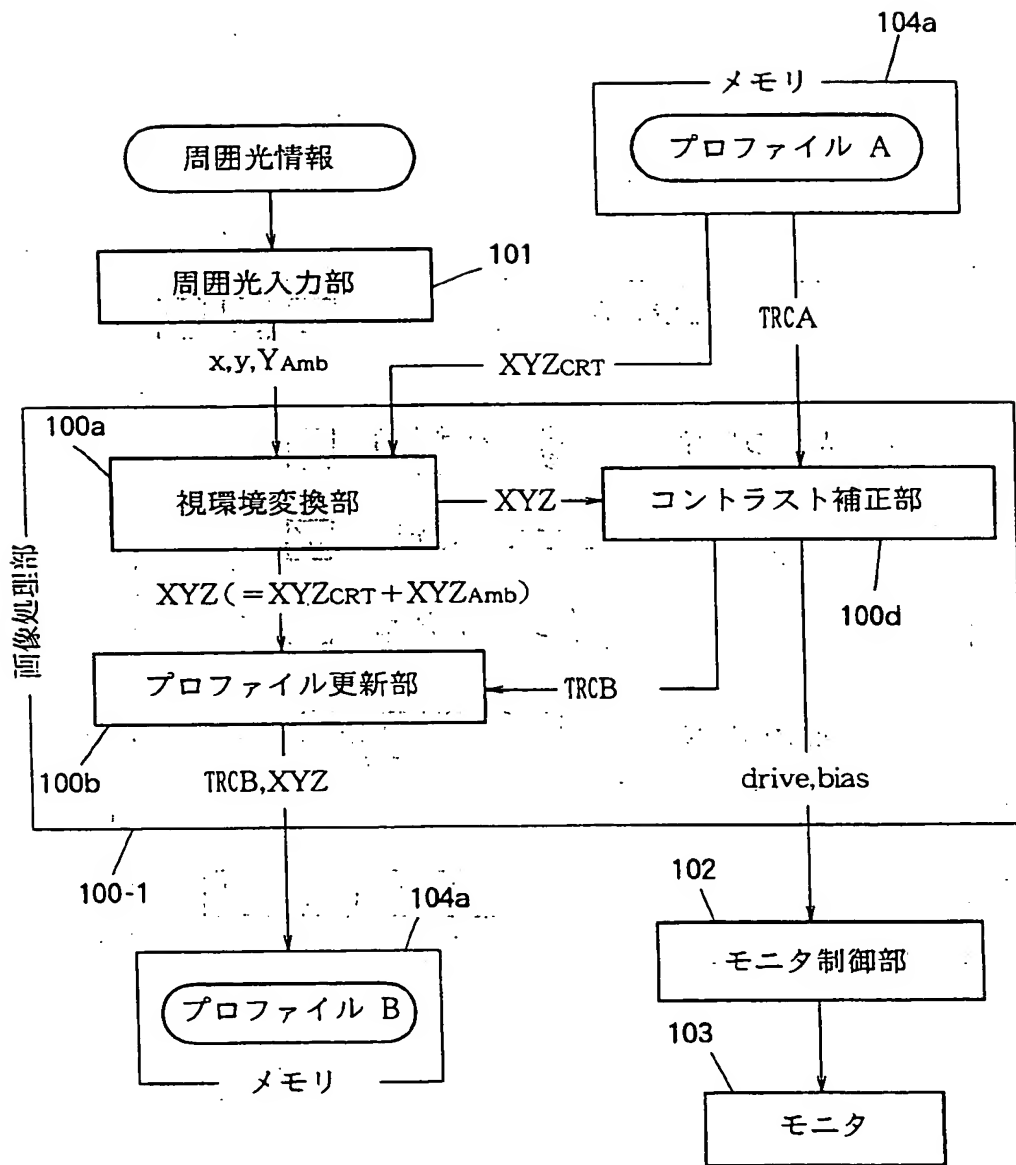 104a
メモリ
プロファイル A
周囲光情報
101
周囲光入力部
TRCA
x,y,YAmb
XYZCRT
100a
視環境変換部
XYZ
コントラスト補正部
画像処理部
XYZ(=XYZCRT+XYZAmb)
100d
プロファイル更新部
TRCB
100b
TRCB,XYZ
drive,bias
100-1
104a
102
プロファイル B
メモリ
モニタ制御部
103
モニタ